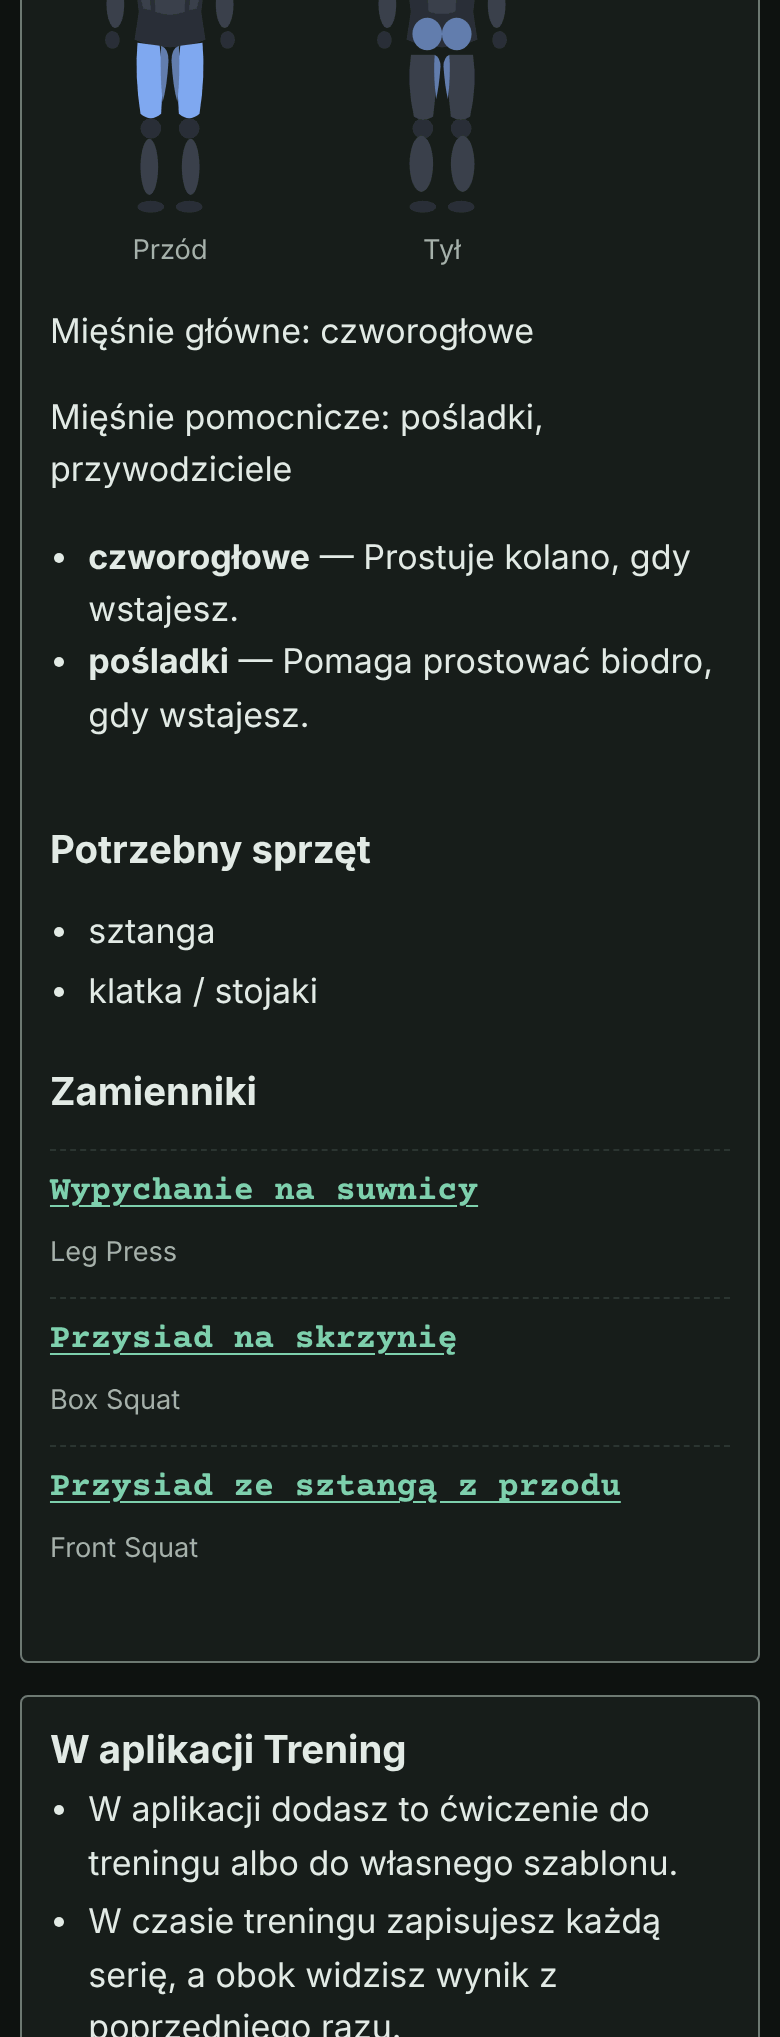 Przód
Tył
Mięśnie główne: czworogłowe
Mięśnie pomocnicze: pośladki,
przywodziciele
• czworogłowe — Prostuje kolano, gdy
wstajesz.
• pośladki — Pomaga prostować biodro,
gdy wstajesz.
Potrzebny sprzęt
• sztanga
• klatka / stojaki
Zamienniki
Wypychanie na suwnicy
Leg Press
Przysiad na skrzynię
Box Squat
Przysiad ze sztangą z przodu
Front Squat
W aplikacji Trening
• W aplikacji dodasz to ćwiczenie do
treningu albo do własnego szablonu.
• W czasie treningu zapisujesz każdą
serię, a obok widzisz wynik z
poprzedniego razu.